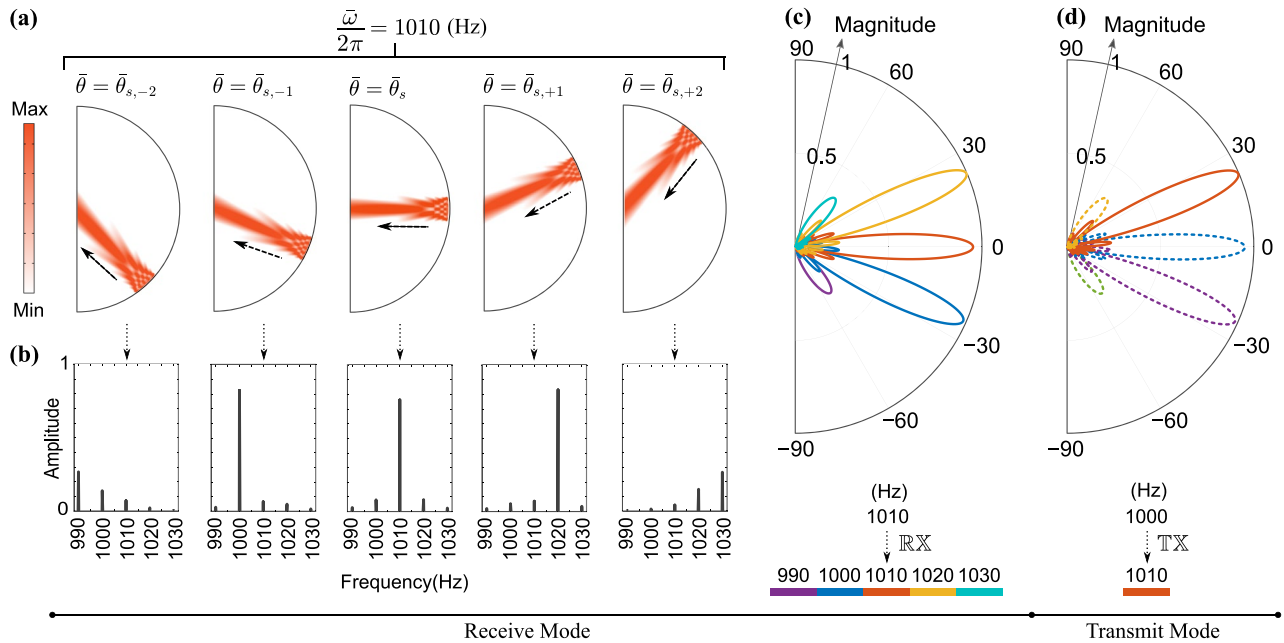 (a)
ω̄/2π = 1010 (Hz)
θ̄ = θ̄s,−2
θ̄ = θ̄s,−1
θ̄ = θ̄s
θ̄ = θ̄s,+1
θ̄ = θ̄s,+2
Max
Min
(b)
1
Amplitude
0
990 1000 1010 1020 1030
990 1000 1010 1020 1030
990 1000 1010 1020 1030
990 1000 1010 1020 1030
990 1000 1010 1020 1030
Frequency(Hz)
(c)
Magnitude
90
1
60
0.5
30
0
−30
−60
−90
(Hz)
1010
ℝ𝕏
990 1000 1010 1020 1030
(d)
Magnitude
90
1
60
0.5
30
0
−30
−60
−90
(Hz)
1000
𝕋𝕏
1010
Receive Mode
Transmit Mode